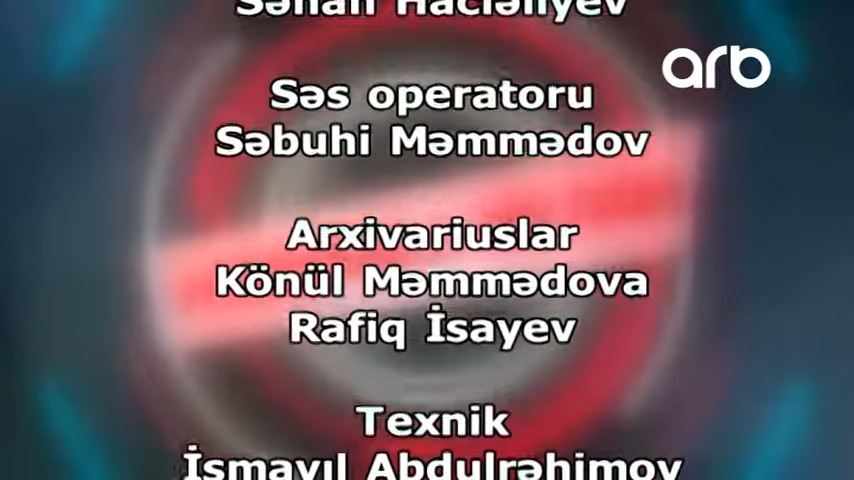 arb
Səs operatoru
Səbuhi Məmmədov
Arxivariuslar
Könül Məmmədova
Rafiq İsayev
Texnik
İsmayıl Abdulrəhimov